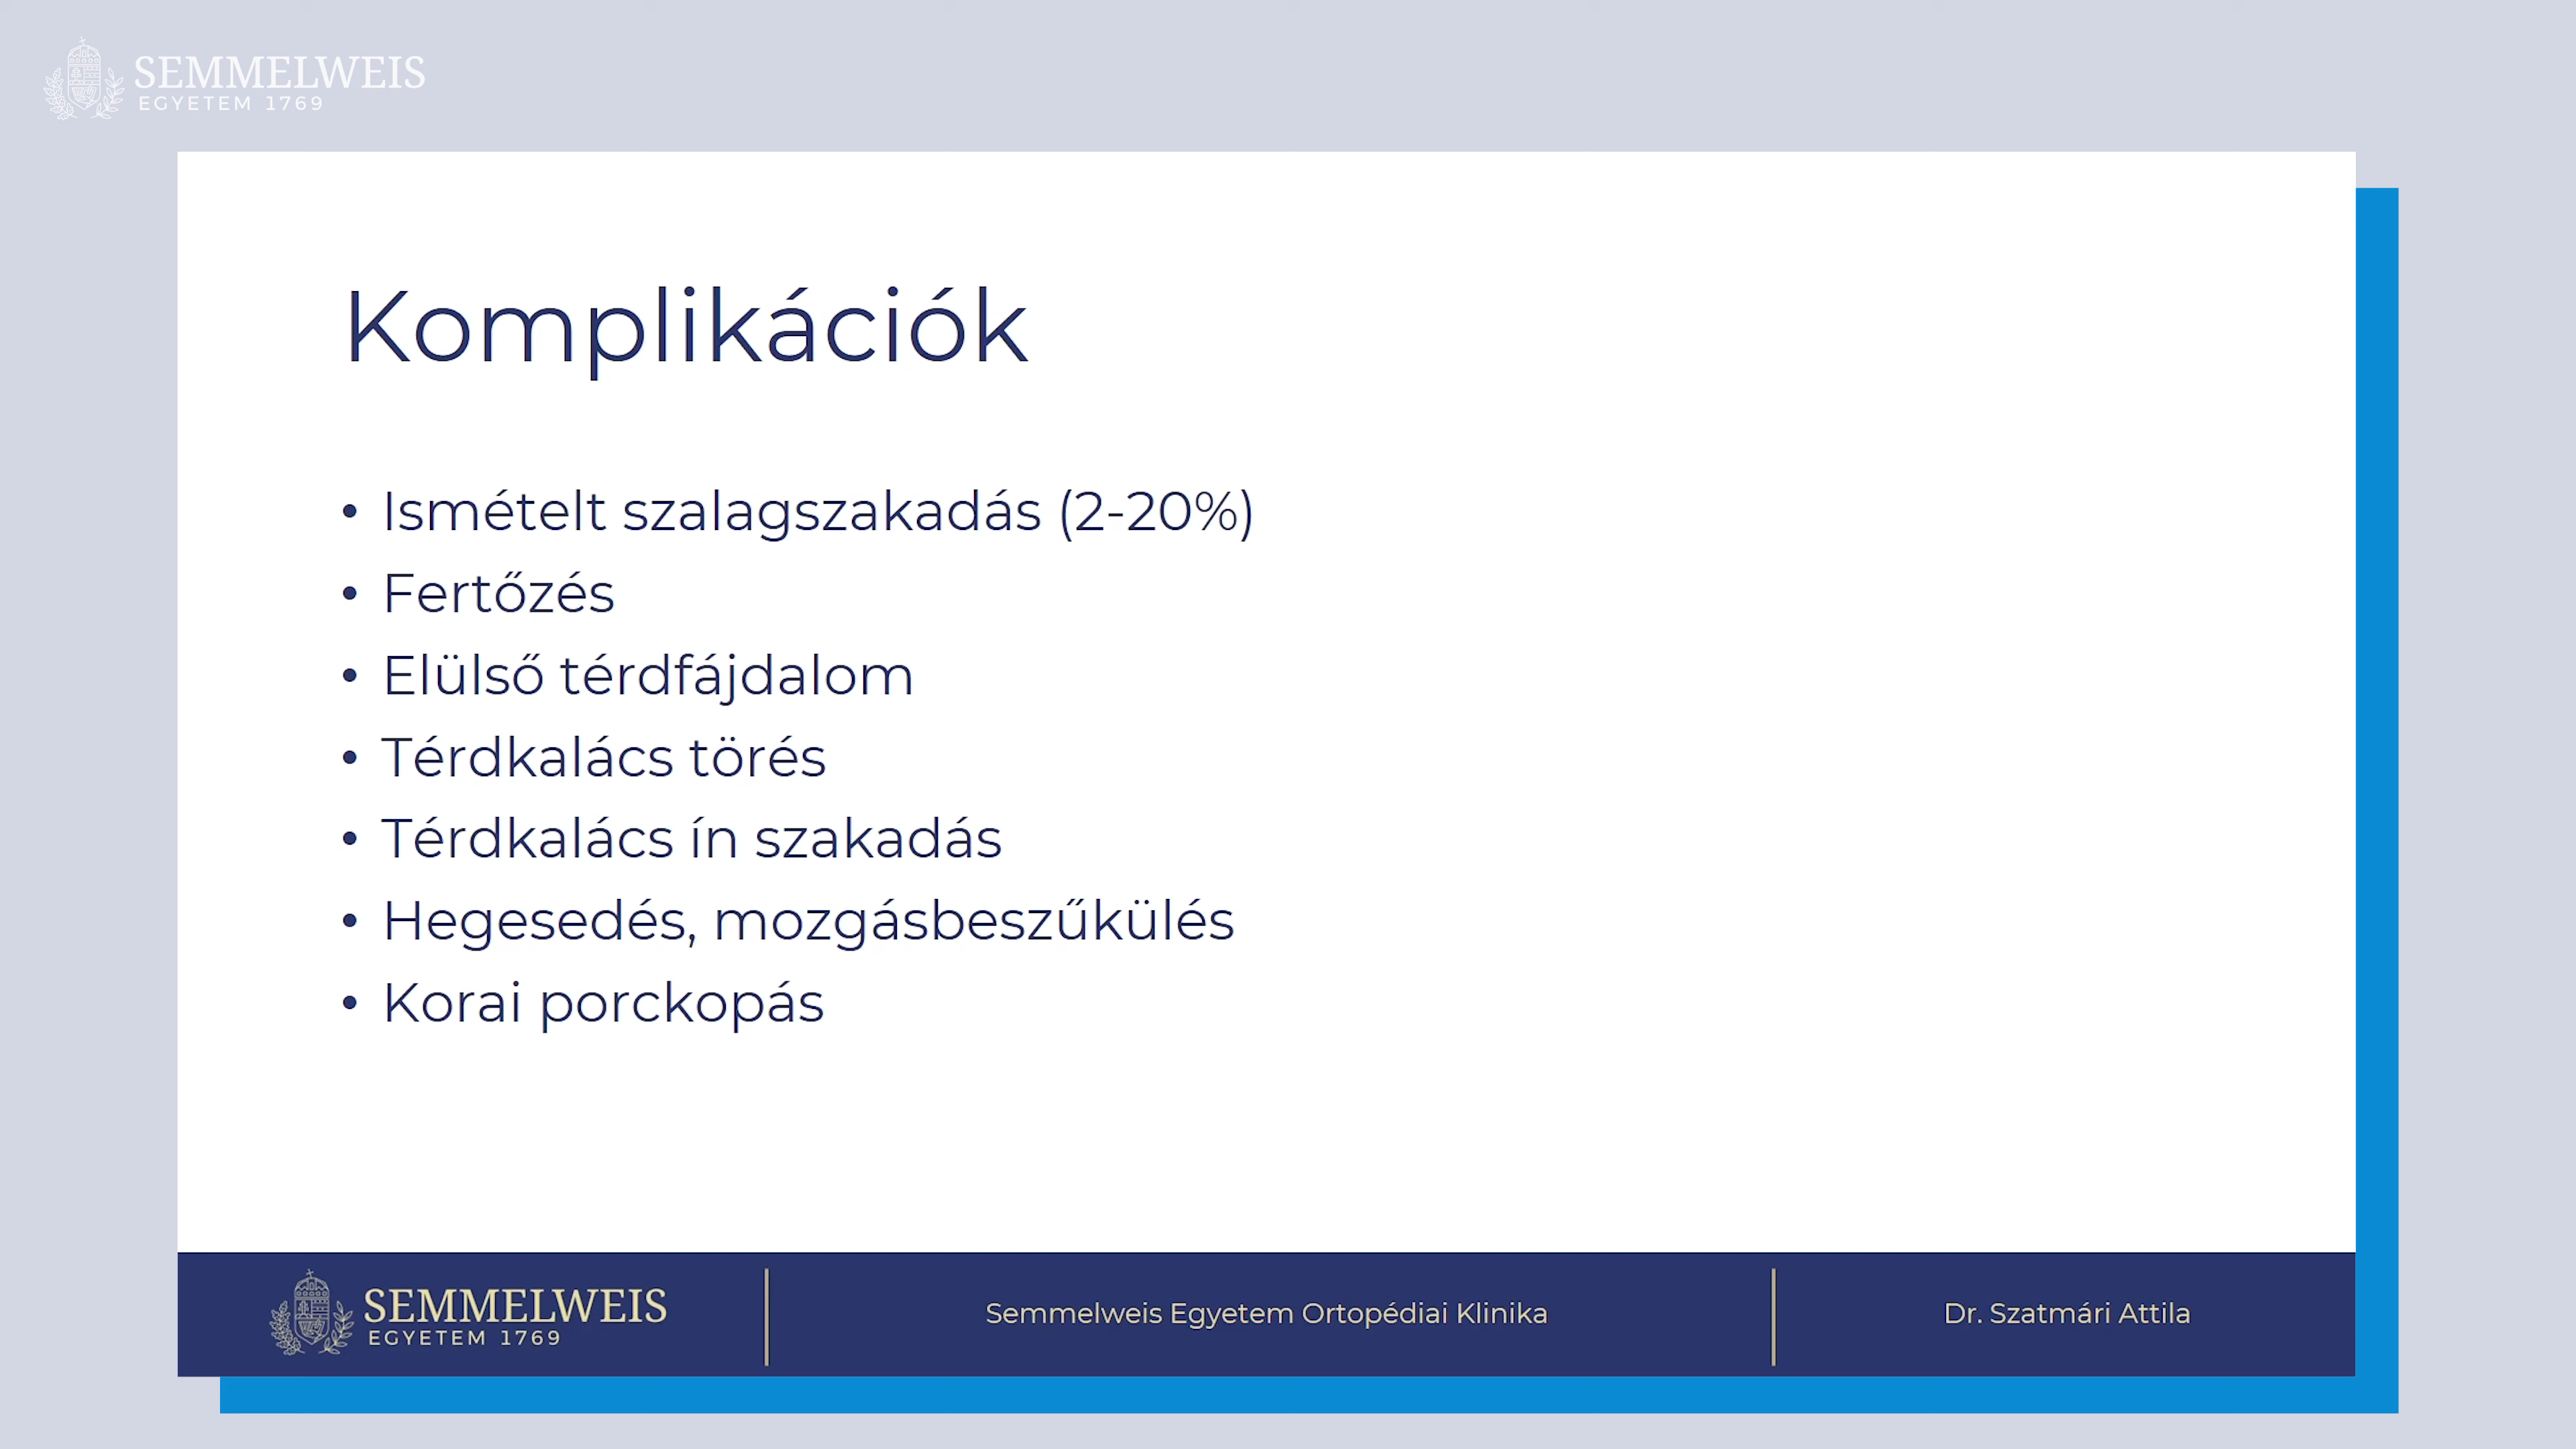 SEMMELWEIS
EGYETEM 1769
Komplikációk
• Ismételt szalagszakadás (2-20%)
• Fertőzés
• Elülső térdfájdalom
• Térdkalács törés
• Térdkalács ín szakadás
• Hegesedés, mozgásbeszűkülés
• Korai porckopás
SEMMELWEIS
EGYETEM 1769
Semmelweis Egyetem Ortopédiai Klinika
Dr. Szatmári Attila